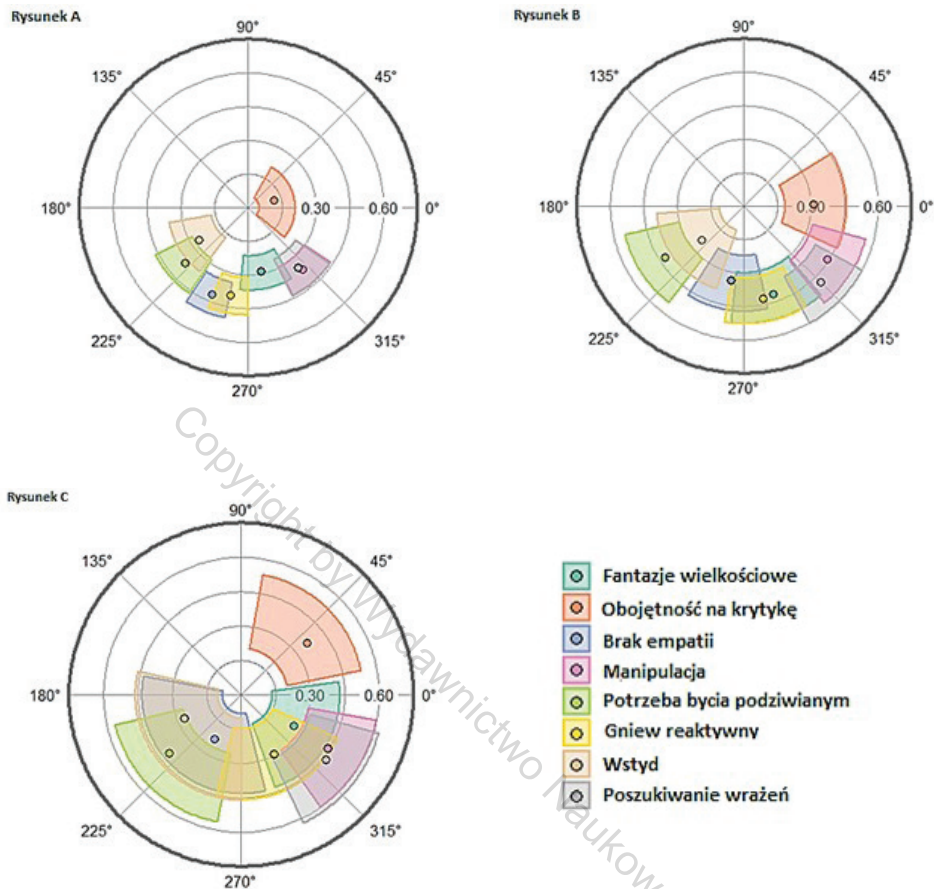 Rysunek A
90°
135°
45°
180°
0.30
0.60
0°
225°
315°
270°
Rysunek B
90°
135°
45°
180°
0.30
0.60
0°
225°
315°
270°
Rysunek C
90°
135°
45°
180°
0.30
0.60
0°
225°
315°
270°
Fantazje wielkościowe
Obojętność na krytykę
Brak empatii
Manipulacja
Potrzeba bycia podziwianym
Gniew reaktywny
Wstyd
Poszukiwanie wrażeń
Copyright by Wydawnictwo Naukow